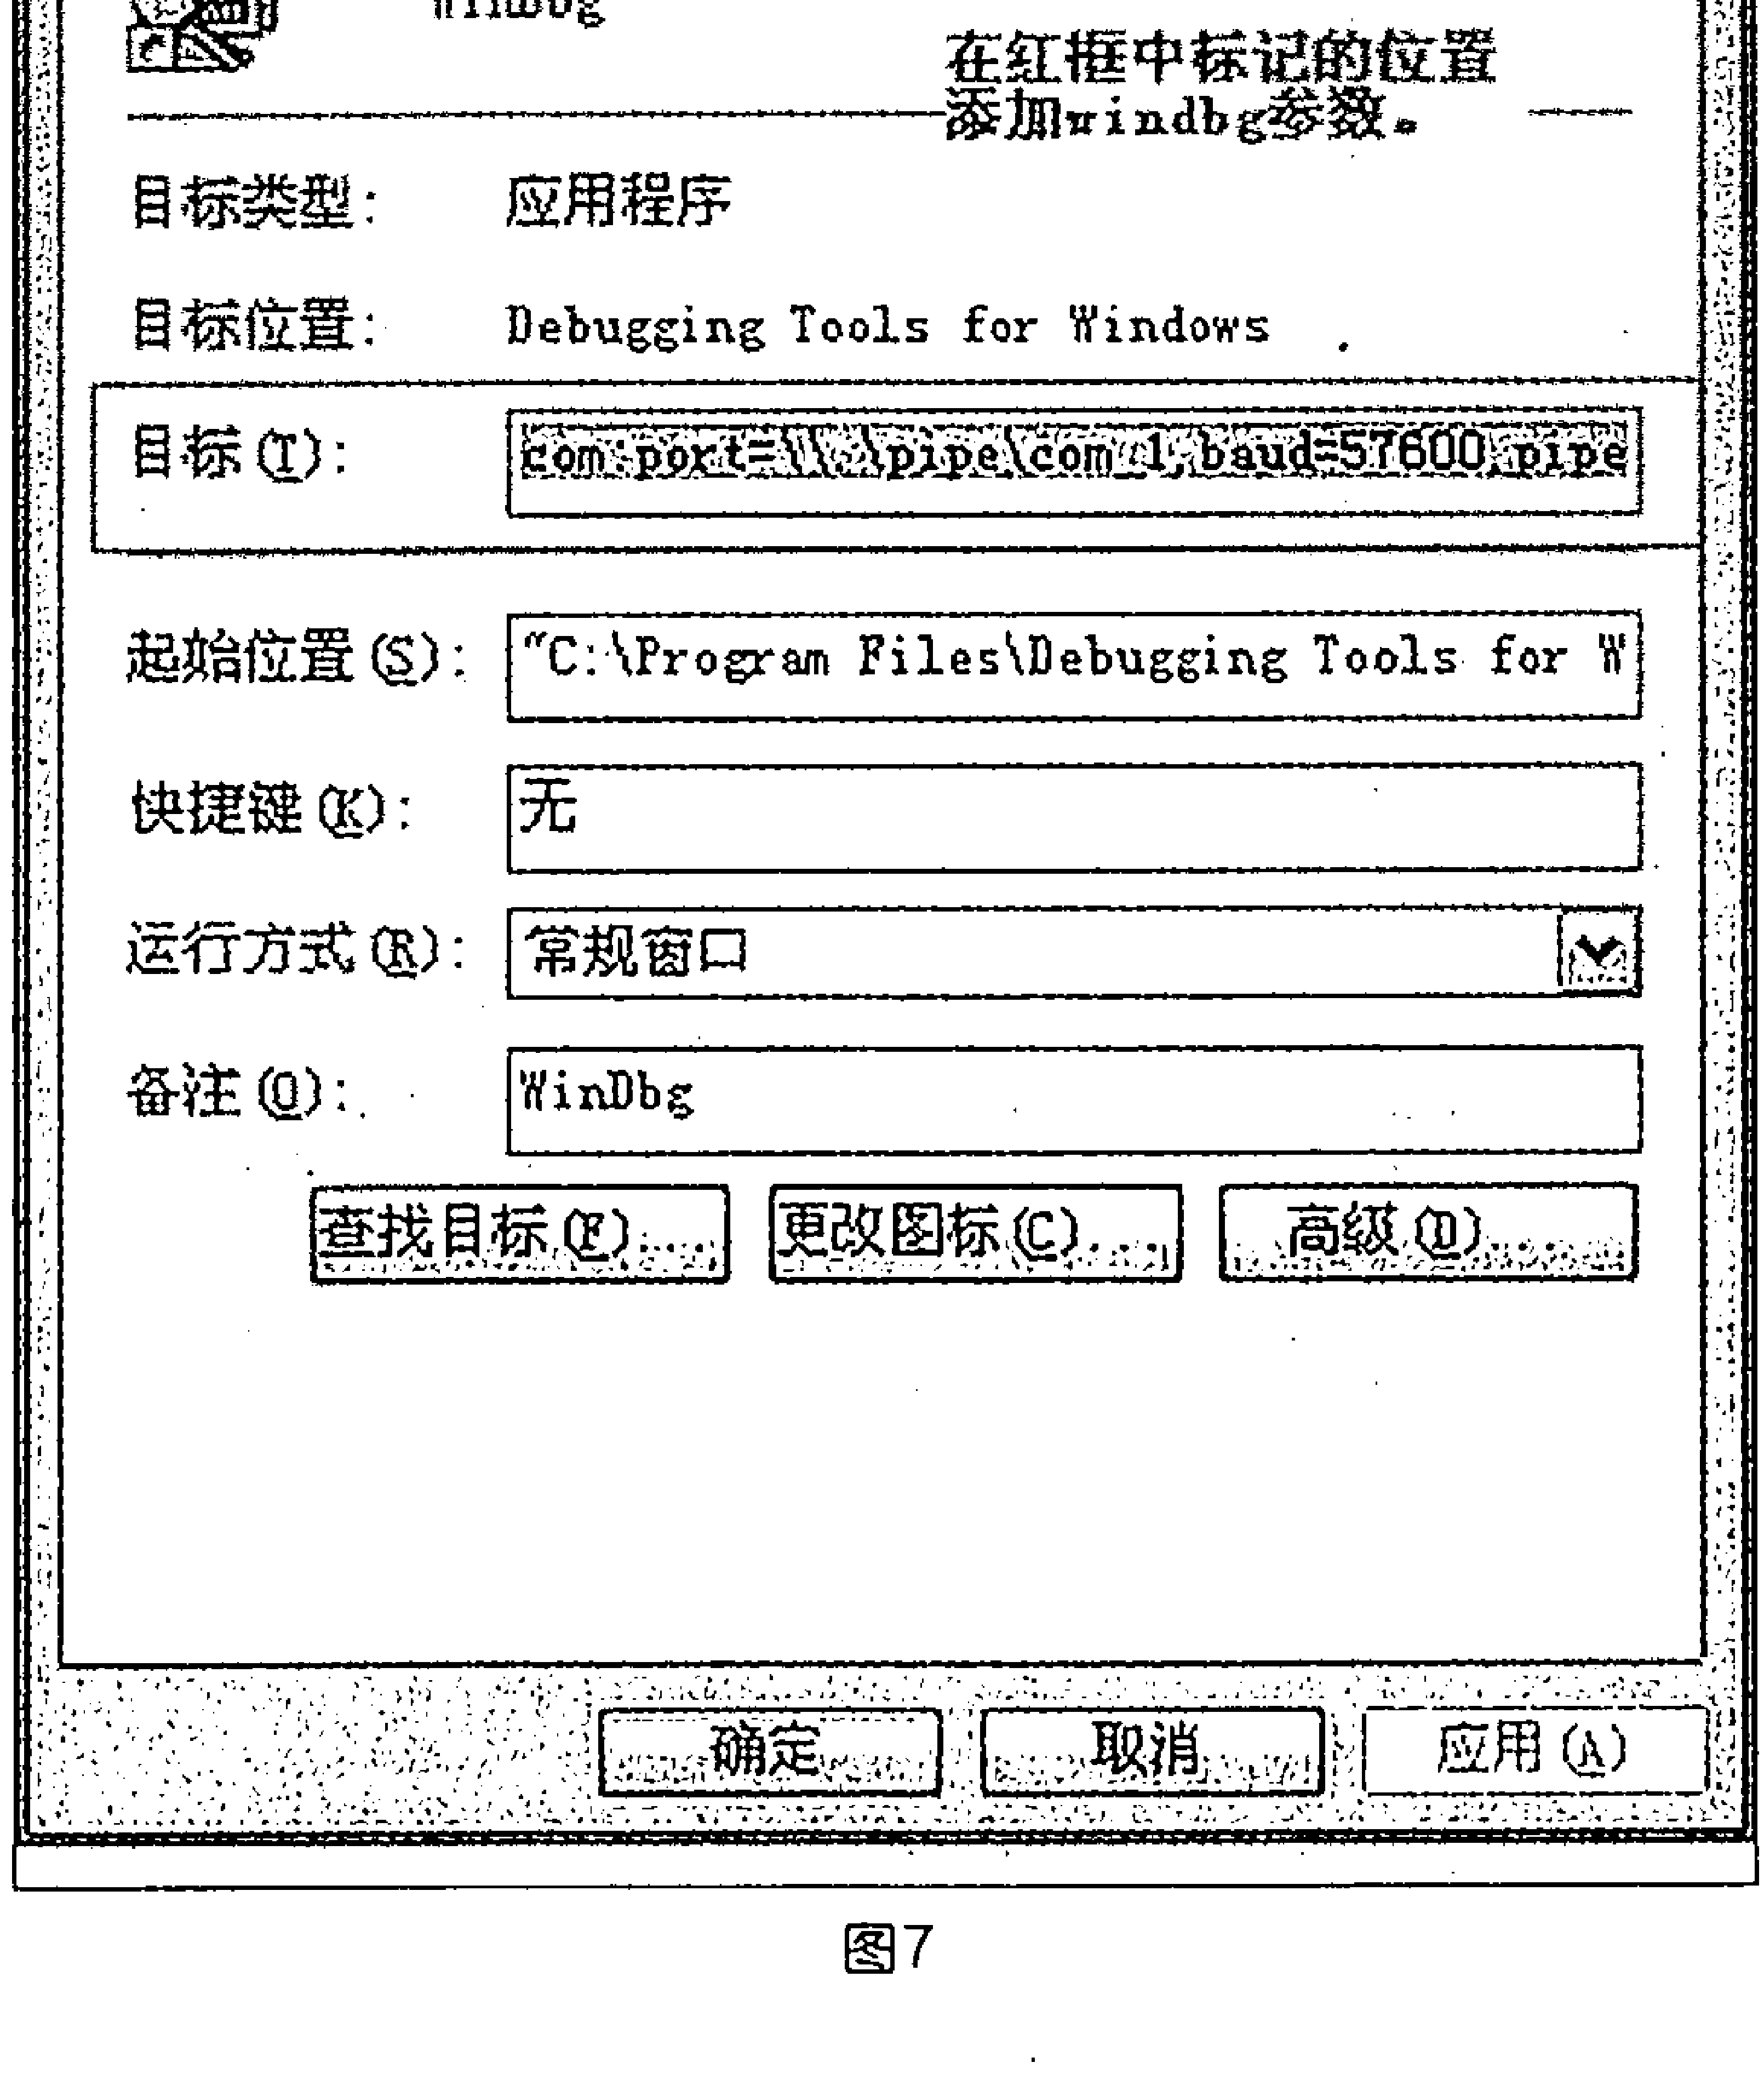 WinDbg
在红框中标记的位置
添加windbg参数。
目标类型: 应用程序
目标位置: Debugging Tools for Windows
目标(T): com:port=\\.\pipe\com_1,baud=57600,pipe
起始位置(S): "C:\Program Files\Debugging Tools for W
快捷键(K): 无
运行方式(R): 常规窗口
备注(O): WinDbg
查找目标(F)... 更改图标(C)... 高级(D)...
确定 取消 应用(A)
图7